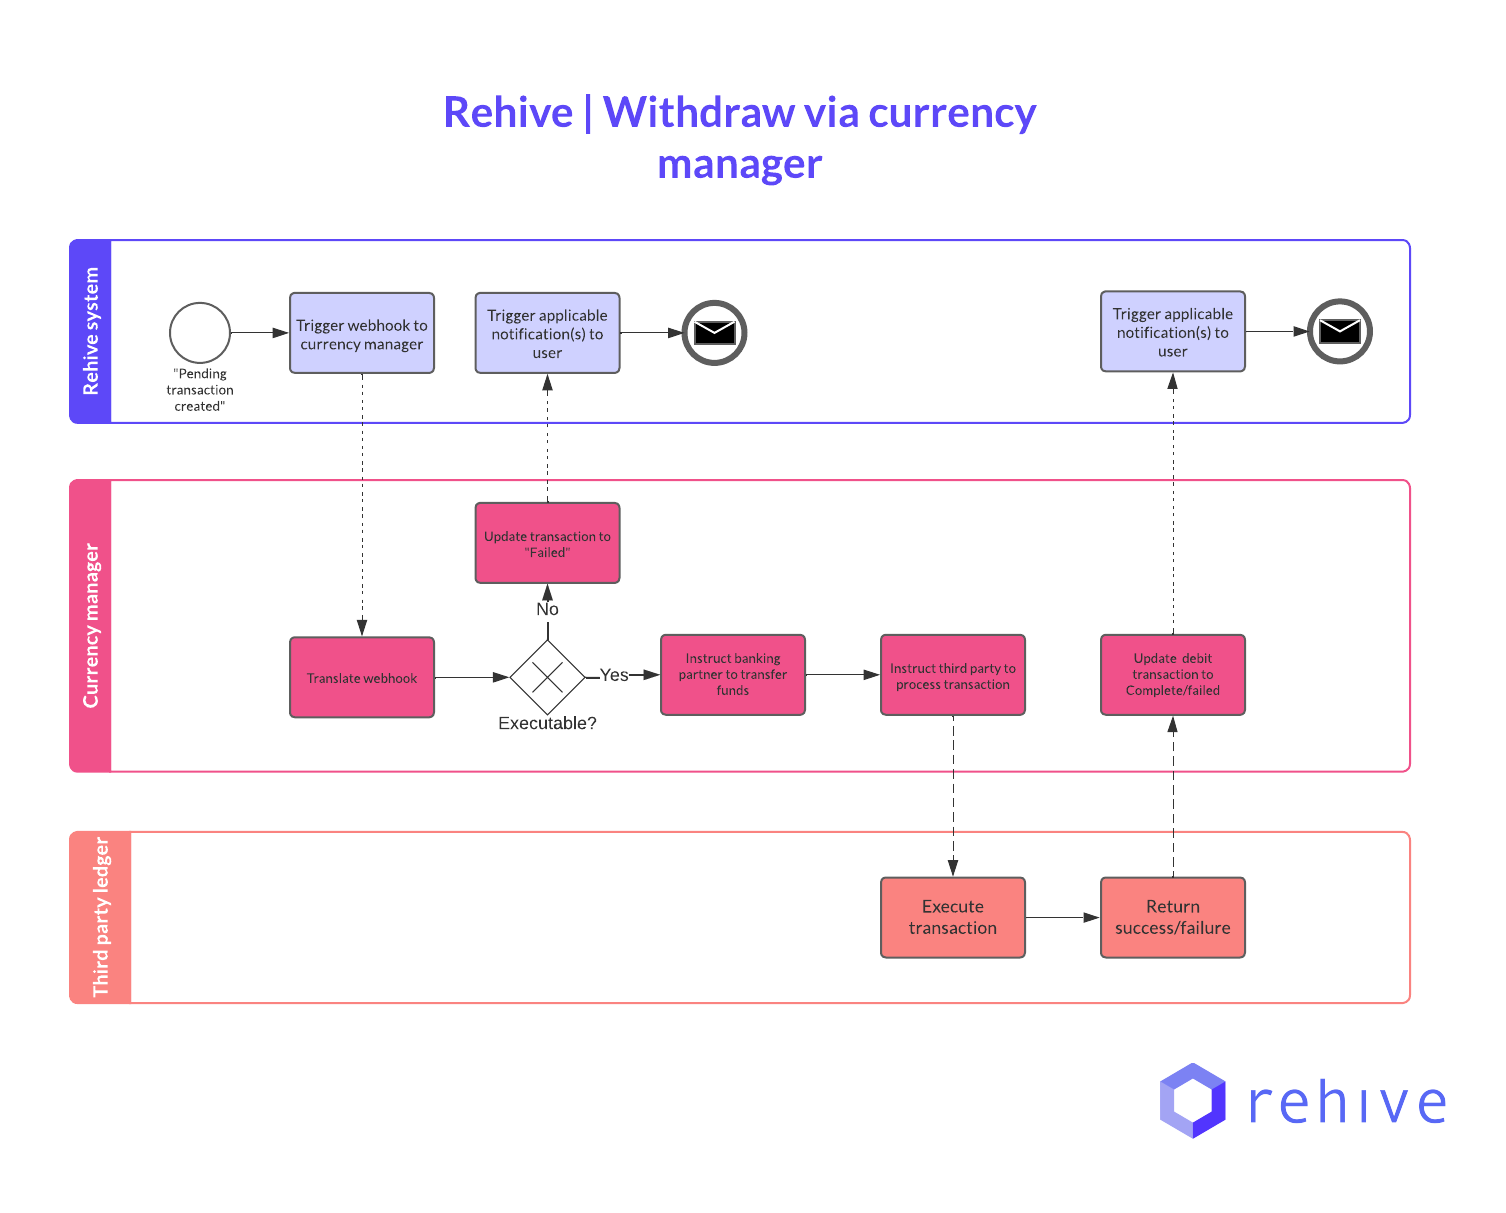 Rehive | Withdraw via currency
manager
Rehive system
"Pending
transaction
created"
Trigger webhook to
currency manager
Trigger applicable
notification(s) to
user
Trigger applicable
notification(s) to
user
Currency manager
Update transaction to
"Failed"
No
Translate webhook
Executable?
Yes
Instruct banking
partner to transfer
funds
Instruct third party to
process transaction
Update debit
transaction to
Complete/failed
Third party ledger
Execute
transaction
Return
success/failure
rehive